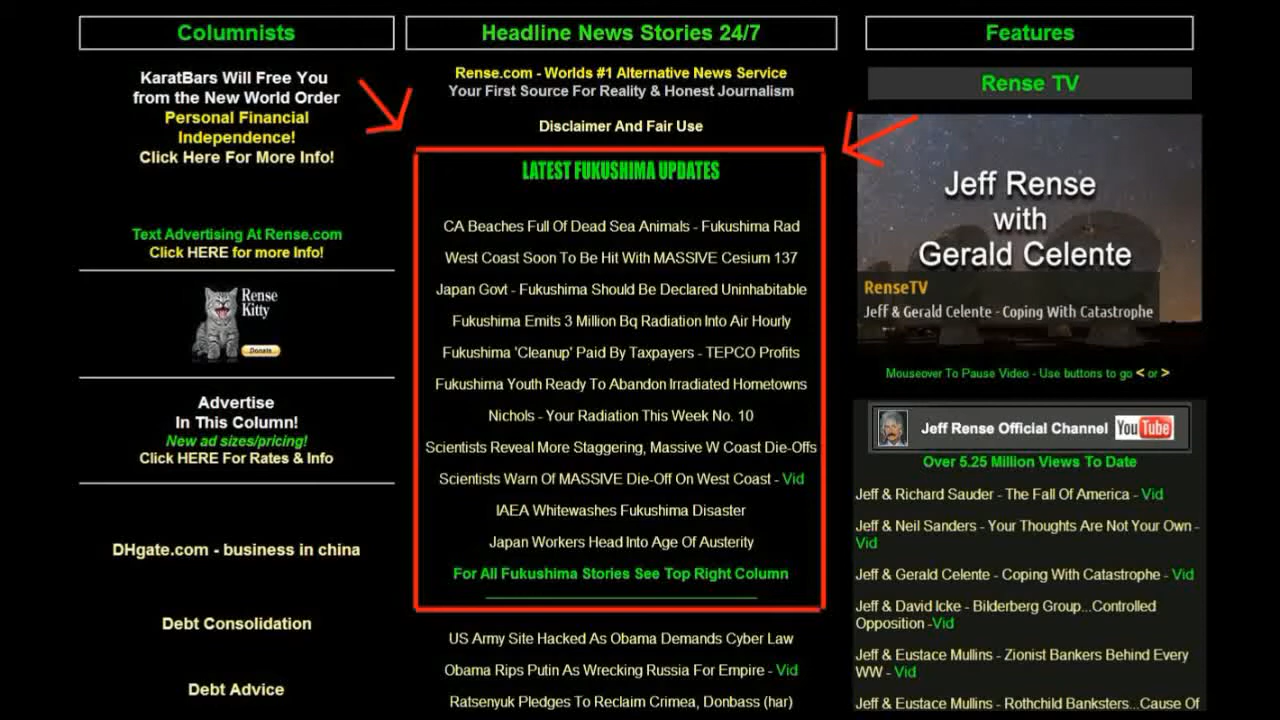 Columnists
KaratBars Will Free You
from the New World Order
Personal Financial
Independence!
Click Here For More Info!
Text Advertising At Rense.com
Click HERE for more Info!
Rense
Kitty
Donate
Advertise
In This Column!
New ad sizes/pricing!
Click HERE For Rates & Info
DHgate.com - business in china
Debt Consolidation
Debt Advice
Headline News Stories 24/7
Rense.com - Worlds #1 Alternative News Service
Your First Source For Reality & Honest Journalism
Disclaimer And Fair Use
LATEST FUKUSHIMA UPDATES
CA Beaches Full Of Dead Sea Animals - Fukushima Rad
West Coast Soon To Be Hit With MASSIVE Cesium 137
Japan Govt - Fukushima Should Be Declared Uninhabitable
Fukushima Emits 3 Million Bq Radiation Into Air Hourly
Fukushima 'Cleanup' Paid By Taxpayers - TEPCO Profits
Fukushima Youth Ready To Abandon Irradiated Hometowns
Nichols - Your Radiation This Week No. 10
Scientists Reveal More Staggering, Massive W Coast Die-Offs
Scientists Warn Of MASSIVE Die-Off On West Coast - Vid
IAEA Whitewashes Fukushima Disaster
Japan Workers Head Into Age Of Austerity
For All Fukushima Stories See Top Right Column
US Army Site Hacked As Obama Demands Cyber Law
Obama Rips Putin As Wrecking Russia For Empire - Vid
Ratsenyuk Pledges To Reclaim Crimea, Donbass (har)
Features
Rense TV
Jeff Rense
with
Gerald Celente
RenseTV
Jeff & Gerald Celente - Coping With Catastrophe
Mouseover To Pause Video - Use buttons to go < or >
Jeff Rense Official Channel YouTube
Over 5.25 Million Views To Date
Jeff & Richard Sauder - The Fall Of America - Vid
Jeff & Neil Sanders - Your Thoughts Are Not Your Own -
Vid
Jeff & Gerald Celente - Coping With Catastrophe - Vid
Jeff & David Icke - Bilderberg Group...Controlled
Opposition -Vid
Jeff & Eustace Mullins - Zionist Bankers Behind Every
WW - Vid
Jeff & Eustace Mullins - Rothchild Banksters...Cause Of